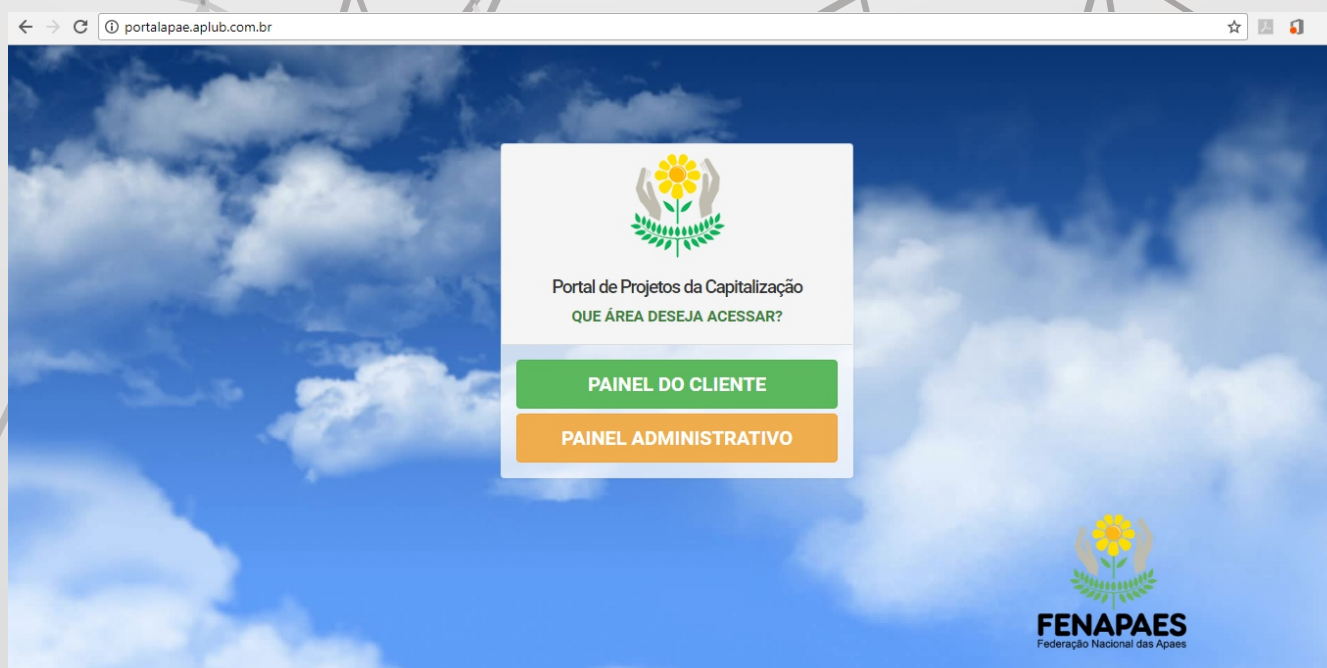 portalapae.aplub.com.br
Portal de Projetos da Capitalização
QUE ÁREA DESEJA ACESSAR?
PAINEL DO CLIENTE
PAINEL ADMINISTRATIVO
FENAPAES
Federação Nacional das Apaes